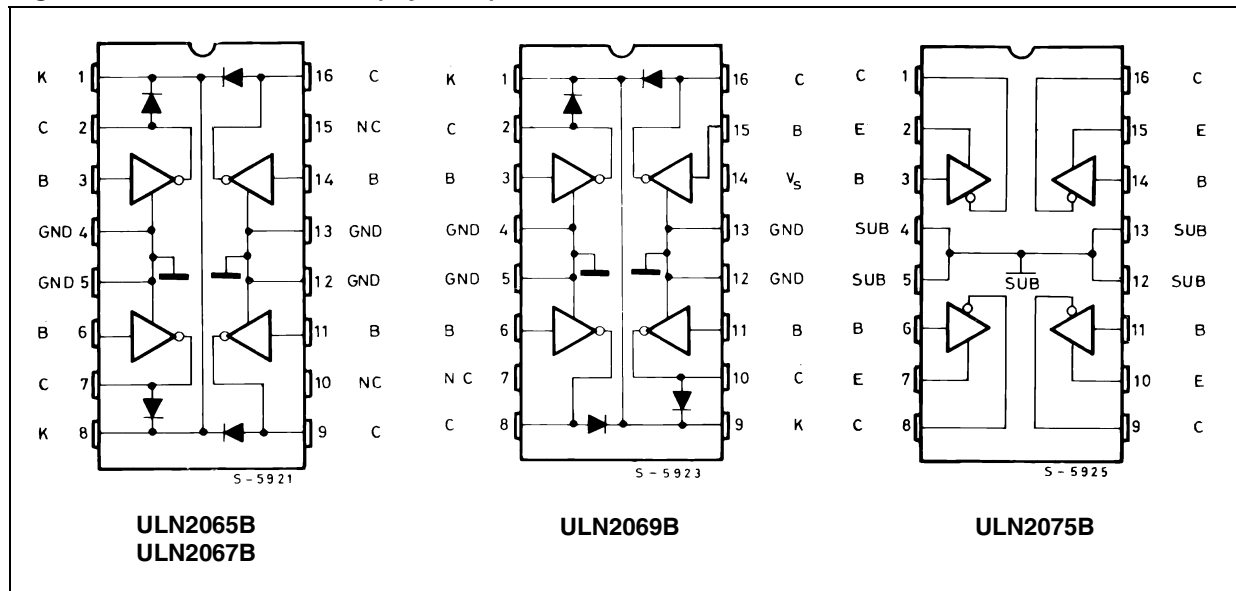 K 1 16 C
C 2 15 NC
B 3 14 B
GND 4 13 GND
GND 5 12 GND
B 6 11 B
C 7 10 NC
K 8 9 C
S-5921
ULN2065B
ULN2067B
K 1 16 C
C 2 15 B
B 3 14 Vs
GND 4 13 GND
GND 5 12 GND
B 6 11 B
NC 7 10 C
C 8 9 K
S-5923
ULN2069B
C 1 16 C
E 2 15 E
B 3 14 B
SUB 4 13 SUB
SUB 5 12 SUB
SUB
B 6 11 B
E 7 10 E
C 8 9 C
S-5925
ULN2075B